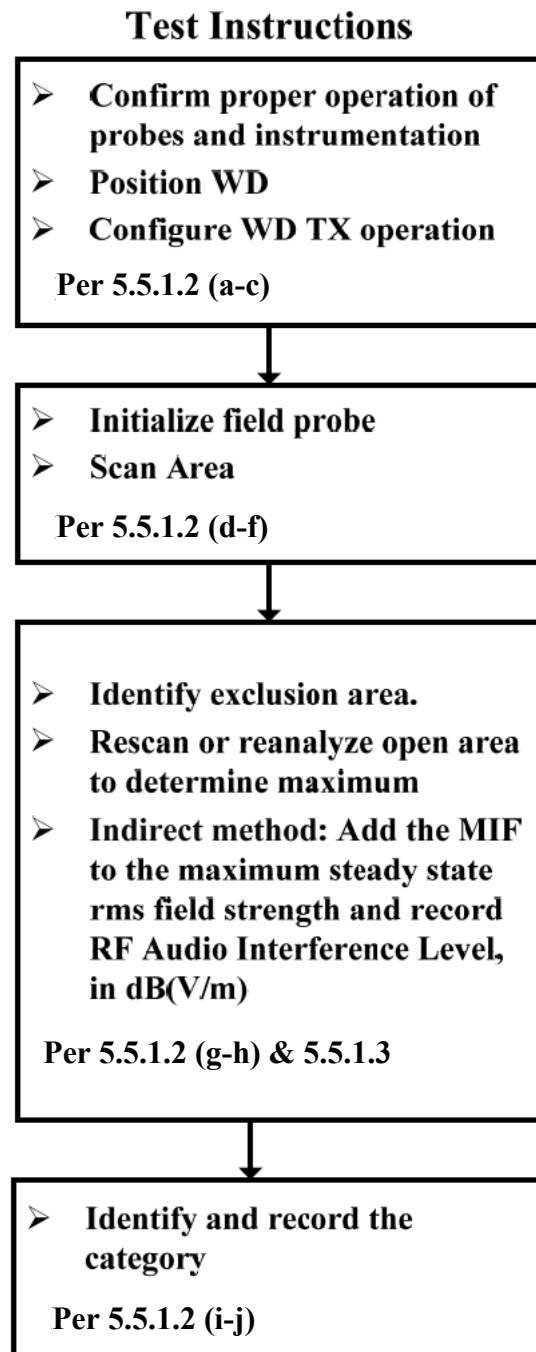 Test Instructions
➢ Confirm proper operation of
probes and instrumentation
➢ Position WD
➢ Configure WD TX operation
Per 5.5.1.2 (a-c)
➢ Initialize field probe
➢ Scan Area
Per 5.5.1.2 (d-f)
➢ Identify exclusion area.
➢ Rescan or reanalyze open area
to determine maximum
➢ Indirect method: Add the MIF
to the maximum steady state
rms field strength and record
RF Audio Interference Level,
in dB(V/m)
Per 5.5.1.2 (g-h) & 5.5.1.3
➢ Identify and record the
category
Per 5.5.1.2 (i-j)